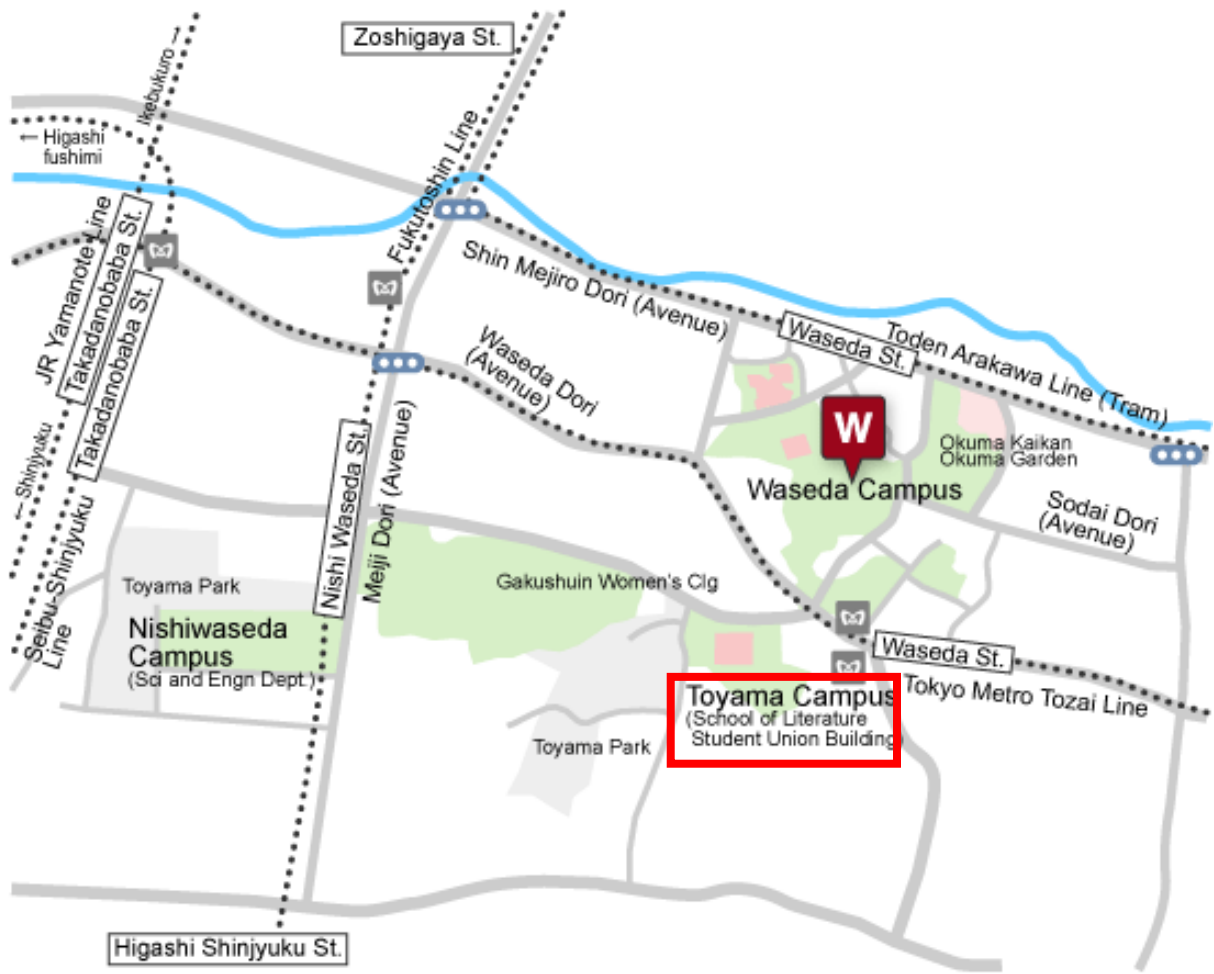 Zoshigaya St.
Ikebukuro →
← Higashi
fushimi
Fukutoshin Line
JR Yamanote Line
Takadanobaba St.
Takadanobaba St.
Shin Mejiro Dori (Avenue)
Waseda St.
Toden Arakawa Line (Tram)
Waseda Dori
(Avenue)
W
Waseda Campus
Okuma Kaikan
Okuma Garden
Sodai Dori
(Avenue)
← Shinjyuku
Seibu-Shinjyuku
Line
Nishi Waseda St.
Meiji Dori (Avenue)
Toyama Park
Nishiwaseda
Campus
(Sci and Engn Dept.)
Gakushuin Women's Clg
Waseda St.
Tokyo Metro Tozai Line
Toyama Campus
(School of Literature
Student Union Building)
Toyama Park
Higashi Shinjyuku St.